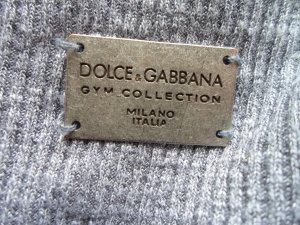 DOLCE & GABBANA
GYM COLLECTION
MILANO
ITALIA